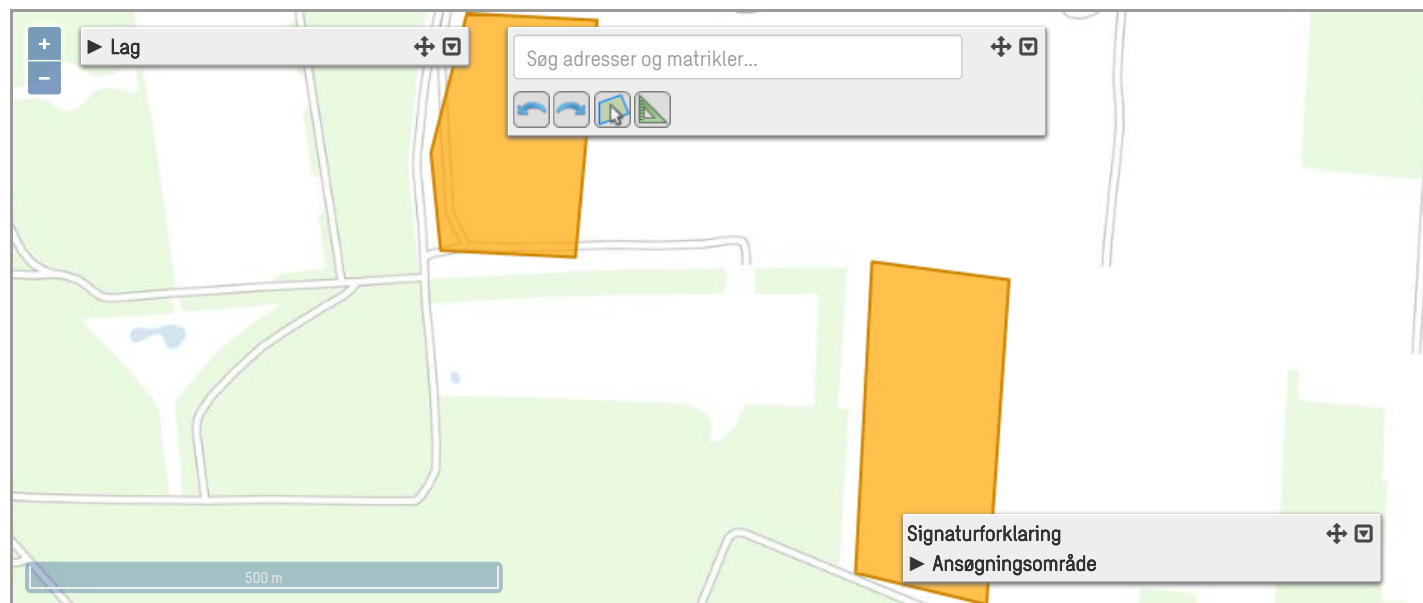 +
−
Lag
Søg adresser og matrikler...
Signaturforklaring
Ansøgningsområde
500 m